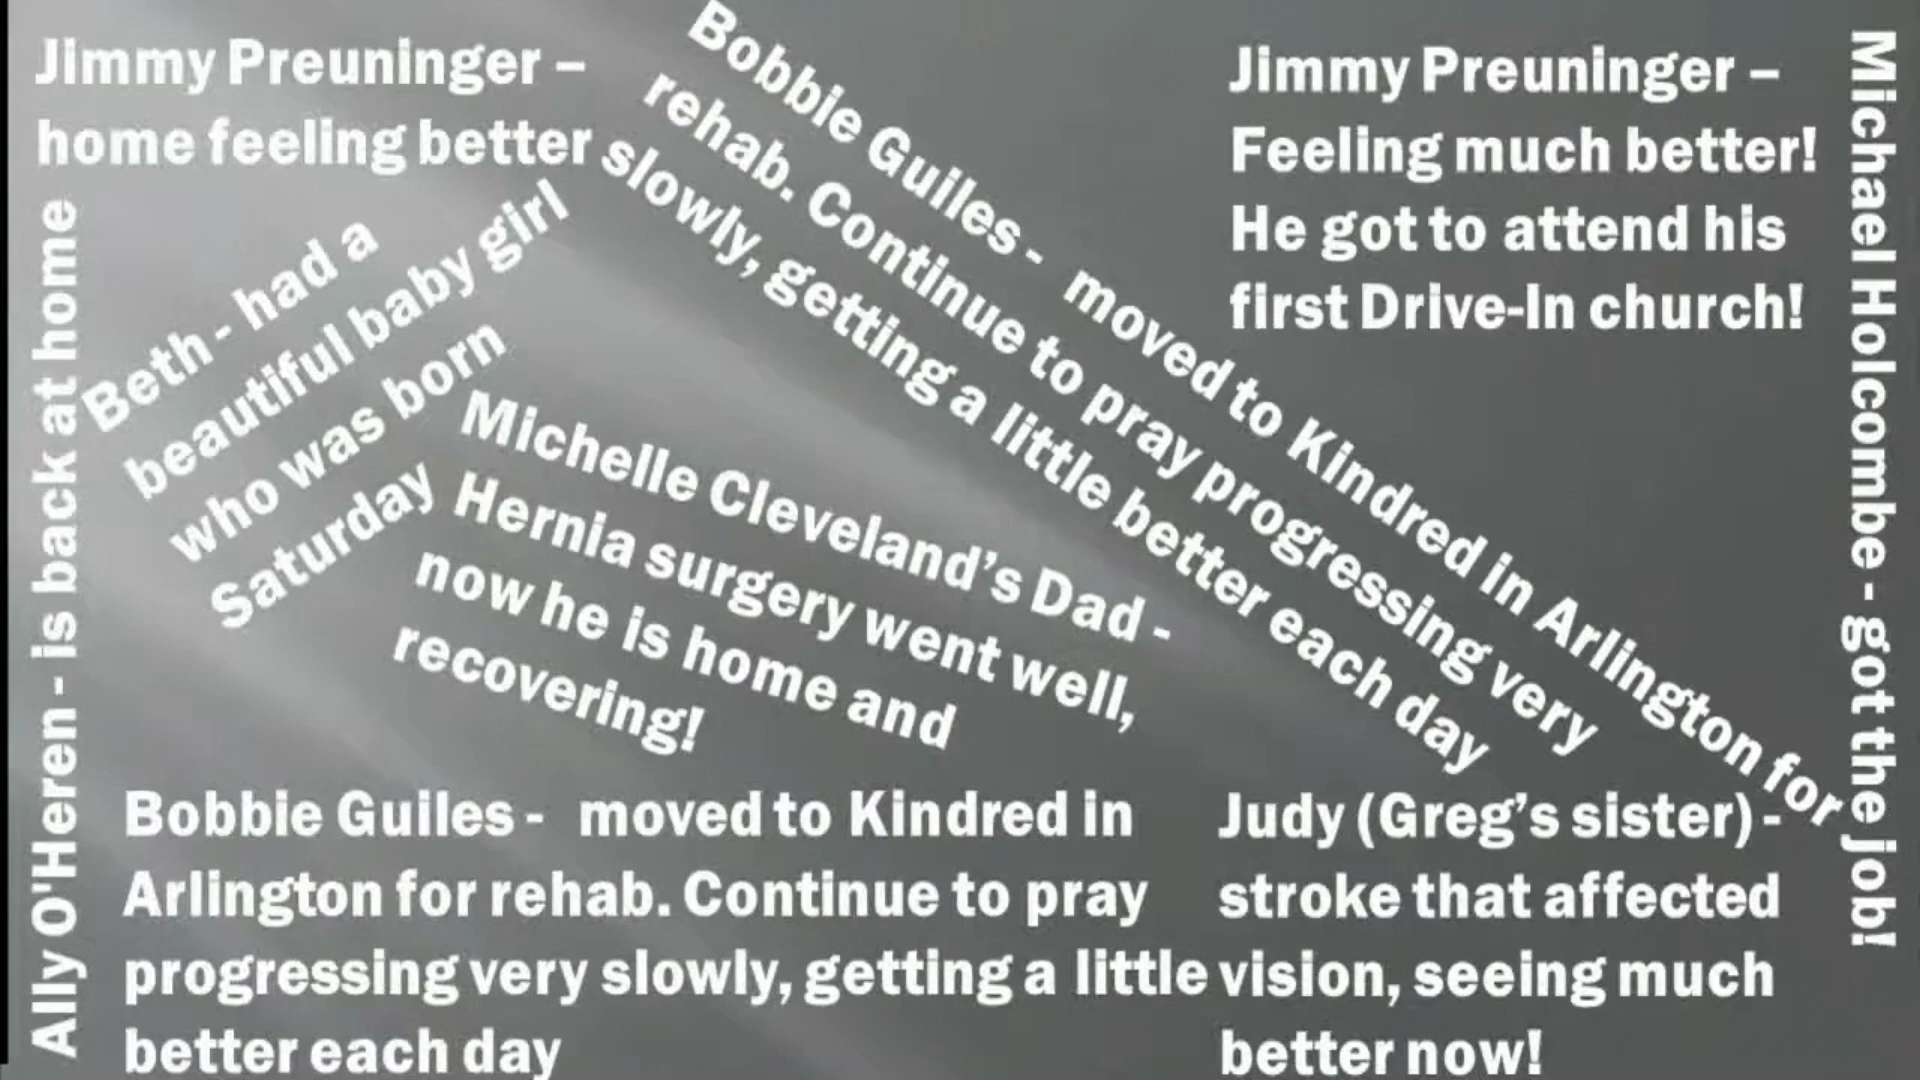 Jimmy Preuninger –
home feeling better
Bobbie Guiles - moved to Kindred in Arlington for
rehab. Continue to pray progressing very
slowly, getting a little better each day
Jimmy Preuninger –
Feeling much better!
He got to attend his
first Drive-In church!
Michael Holcombe - got the job!
Ally O'Heren - is back at home
Beth - had a
beautiful baby girl
who was born
Saturday
Michelle Cleveland’s Dad -
Hernia surgery went well,
now he is home and
recovering!
Bobbie Guiles - moved to Kindred in
Arlington for rehab. Continue to pray
progressing very slowly, getting a little
better each day
Judy (Greg’s sister) -
stroke that affected
vision, seeing much
better now!